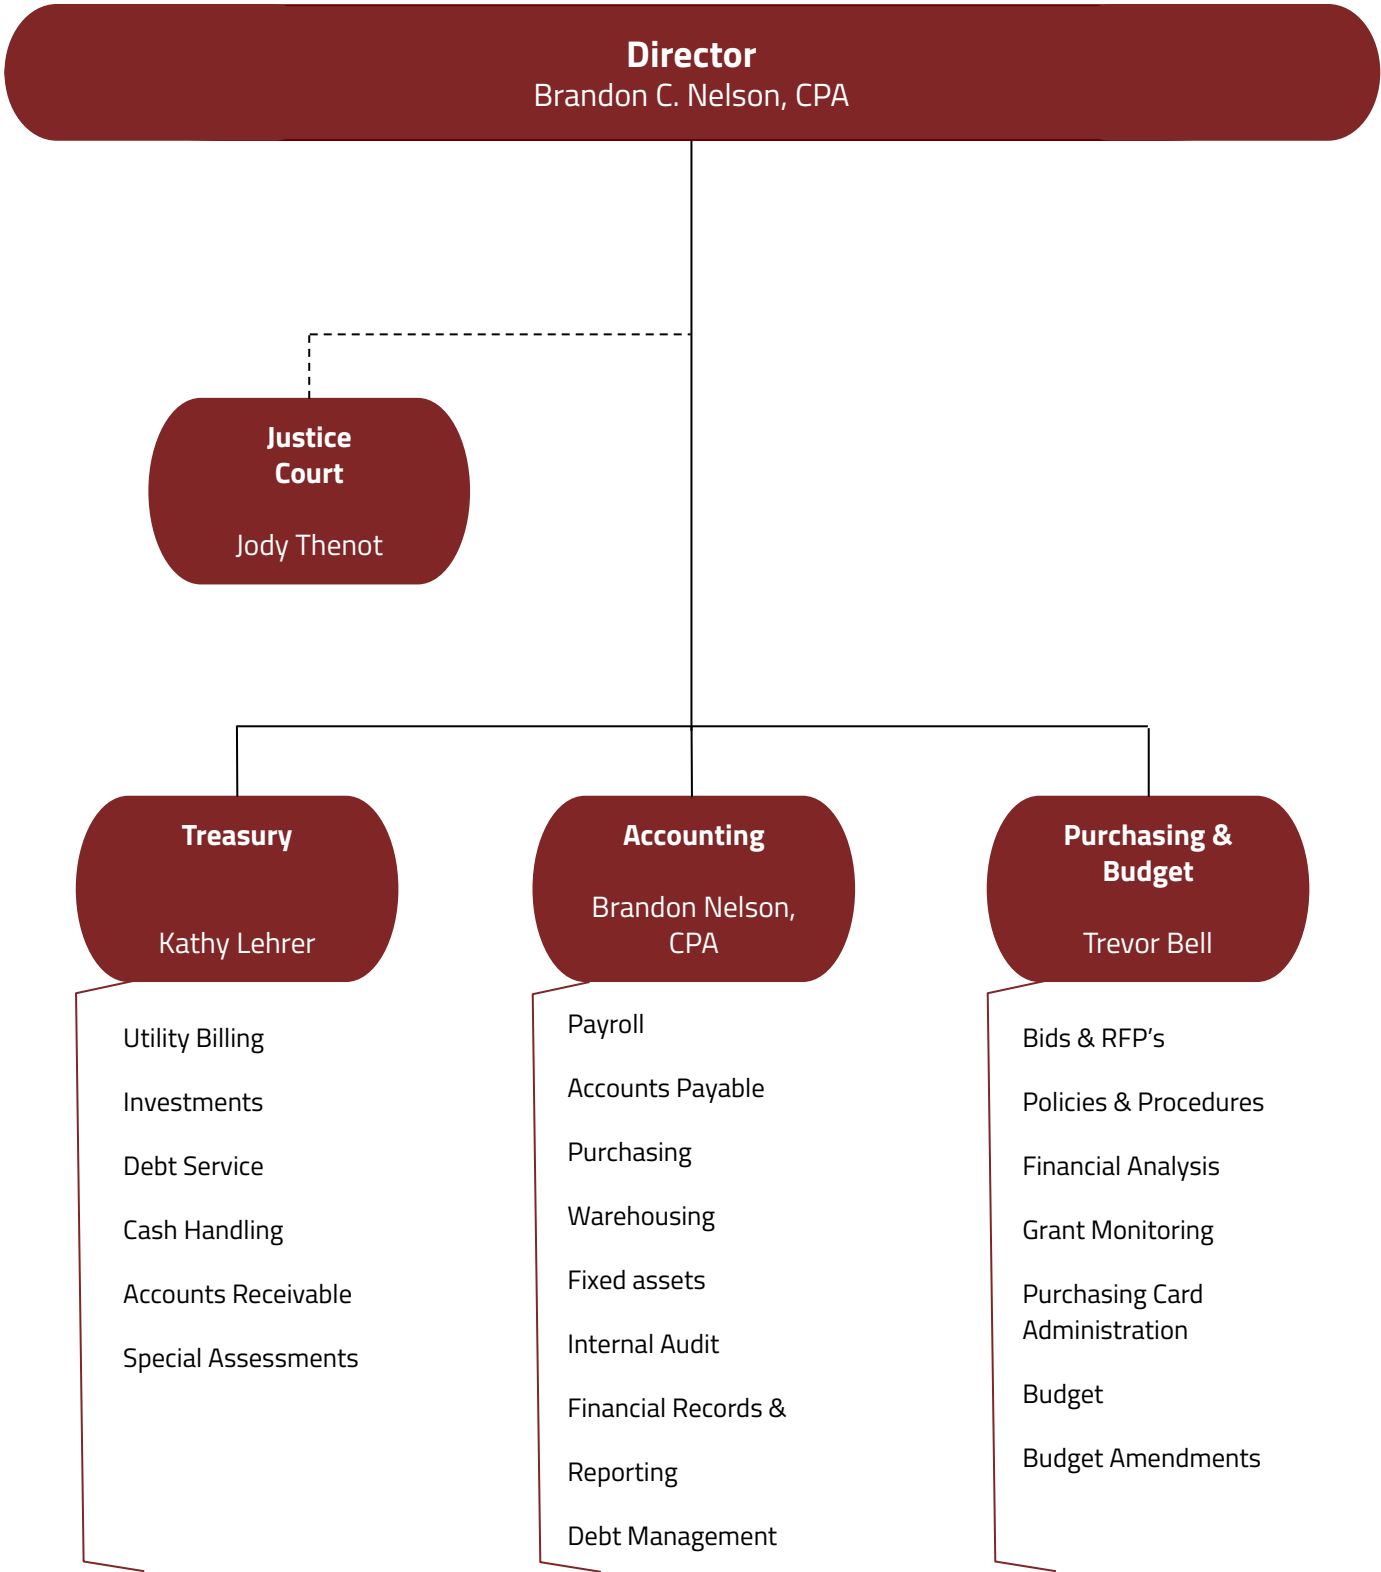 Director
Brandon C. Nelson, CPA
Justice
Court
Jody Thenot
Treasury
Kathy Lehrer
Utility Billing
Investments
Debt Service
Cash Handling
Accounts Receivable
Special Assessments
Accounting
Brandon Nelson,
CPA
Payroll
Accounts Payable
Purchasing
Warehousing
Fixed assets
Internal Audit
Financial Records &
Reporting
Debt Management
Purchasing &
Budget
Trevor Bell
Bids & RFP’s
Policies & Procedures
Financial Analysis
Grant Monitoring
Purchasing Card
Administration
Budget
Budget Amendments